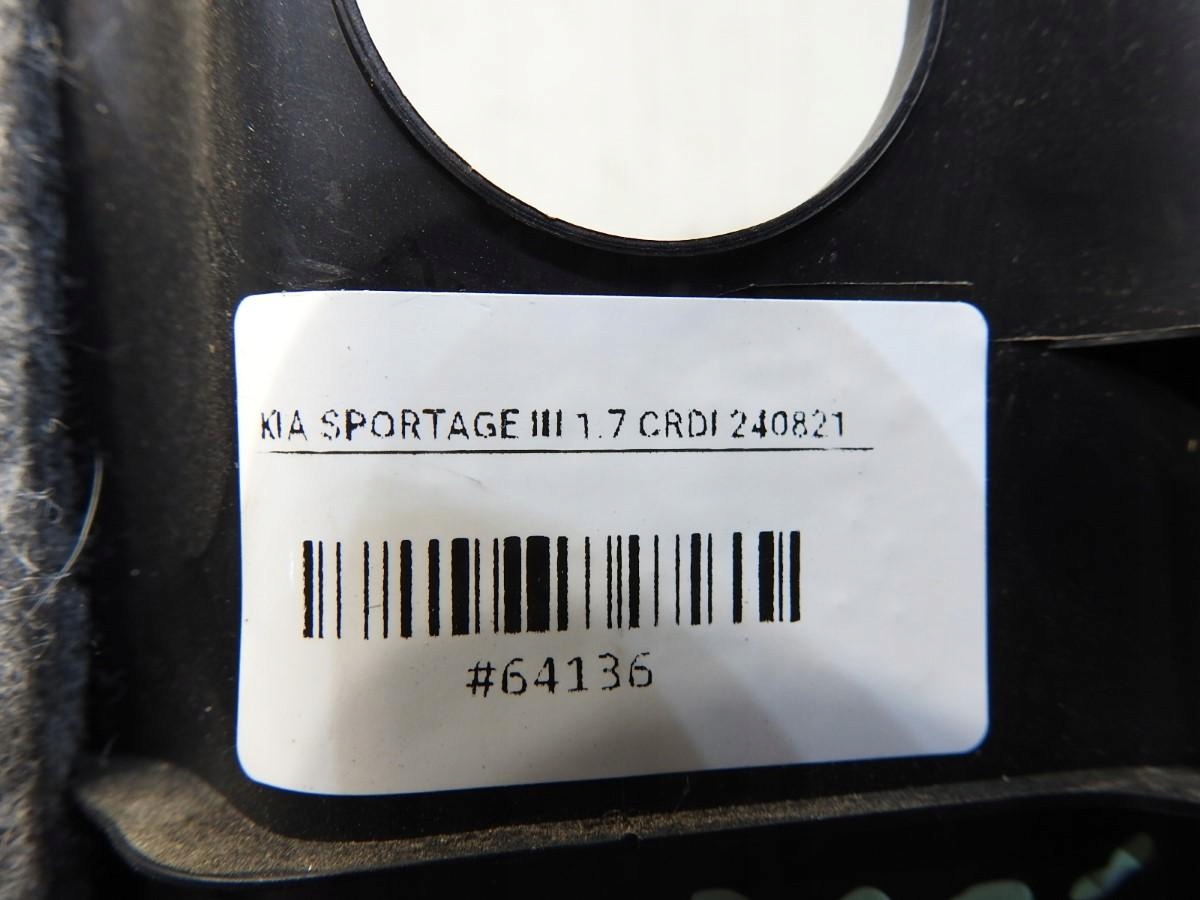 KIA SPORTAGE III 1.7 CRDI 240821
#64136